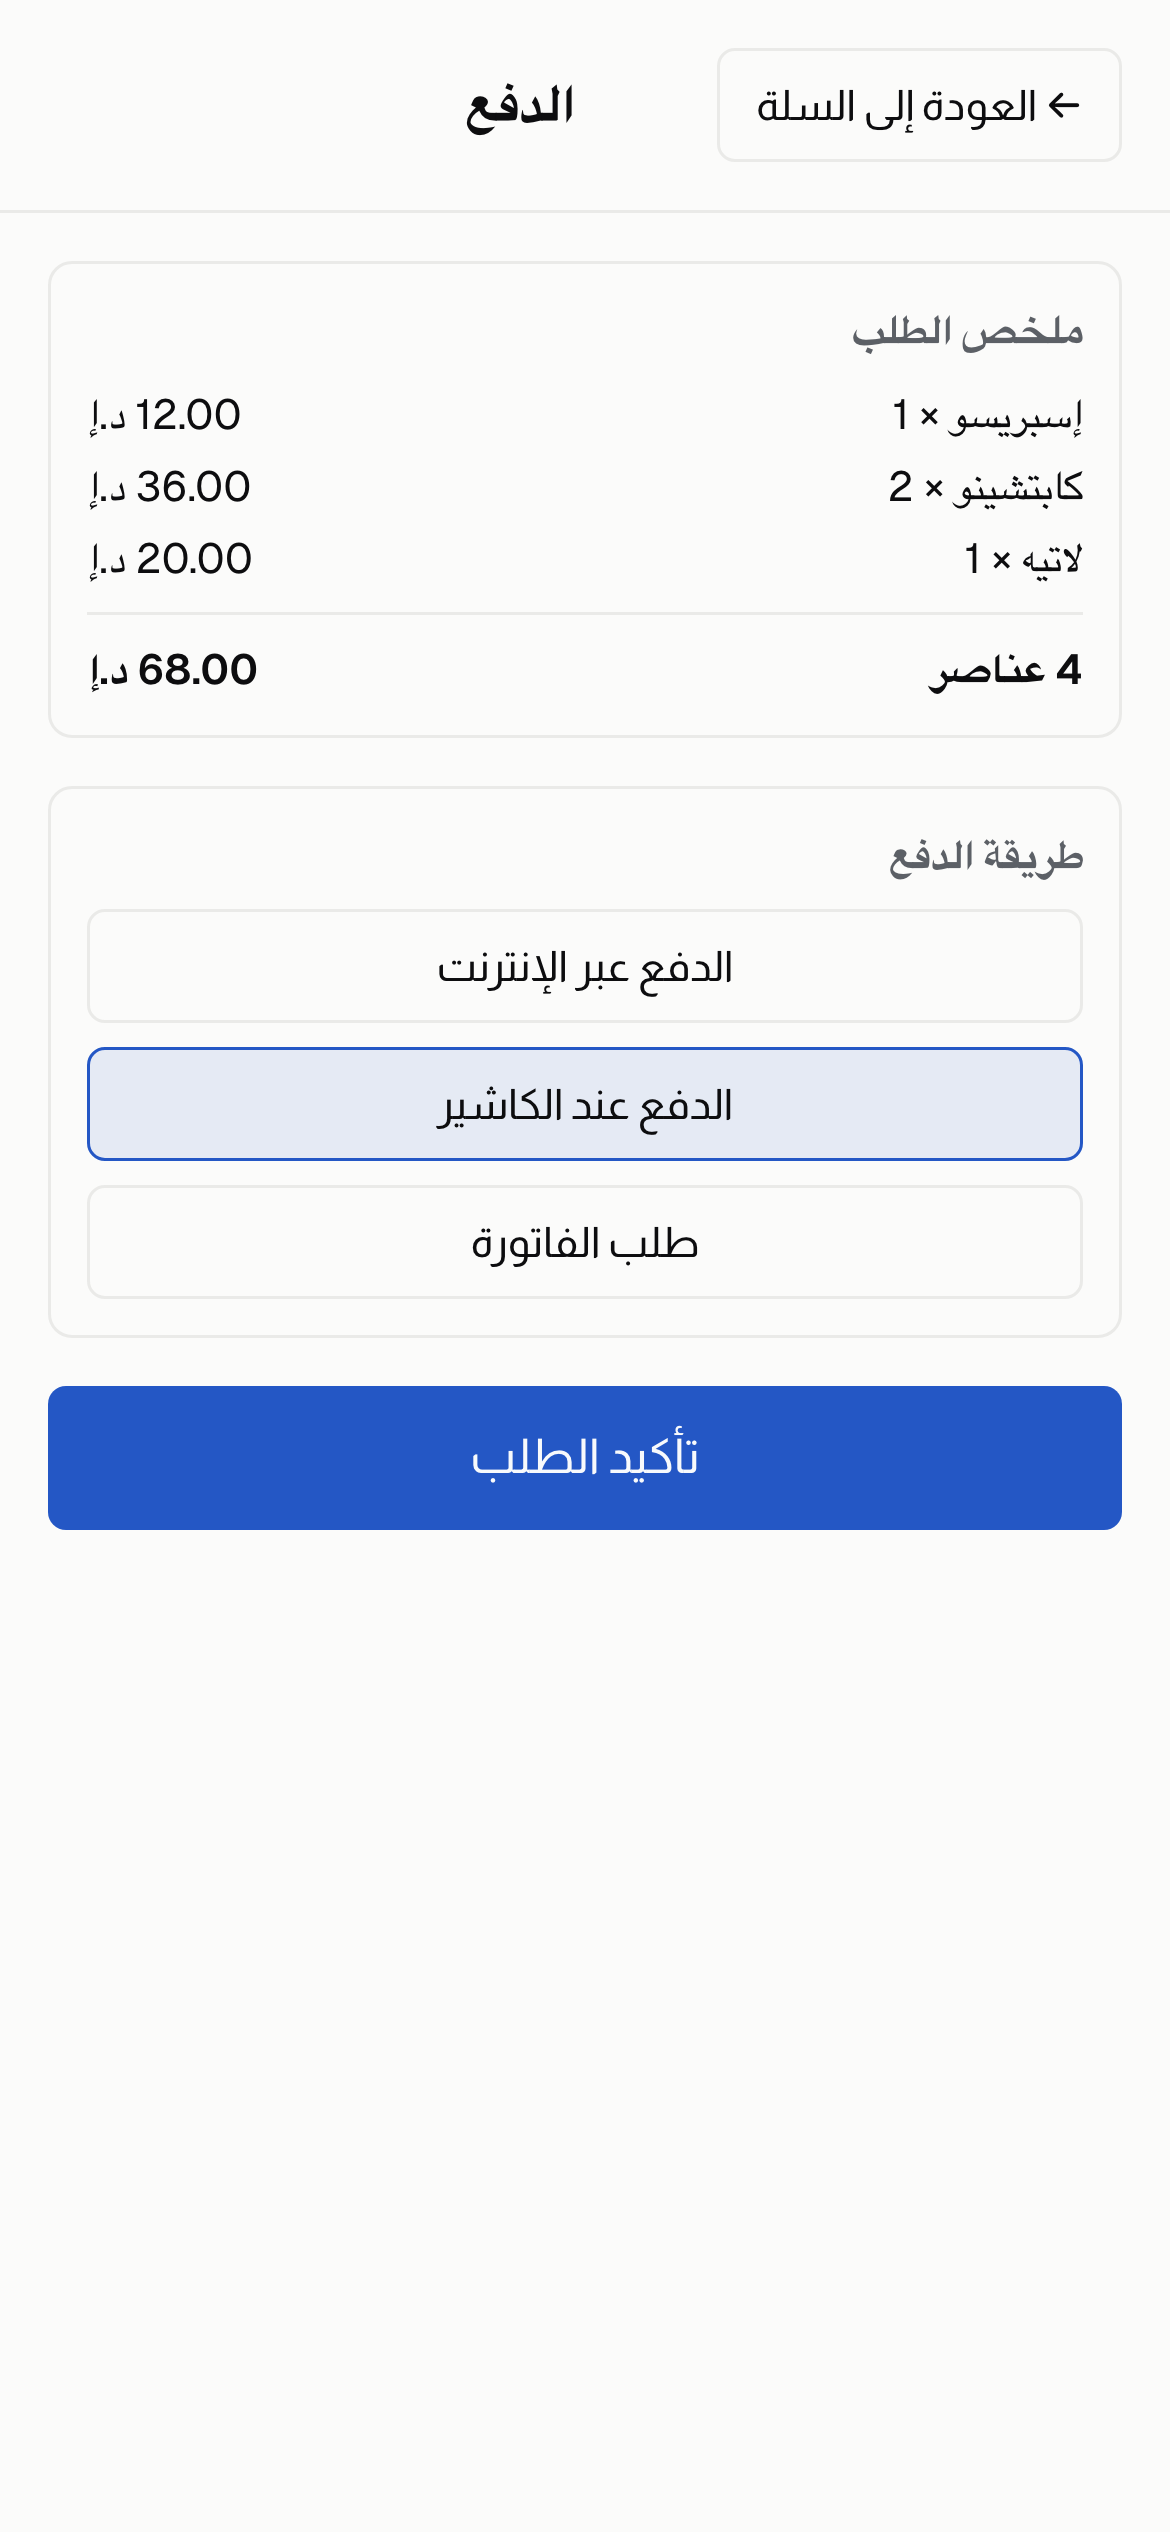 ← العودة إلى السلة
الدفع
ملخص الطلب
إسبريسو × 1 12.00 د.إ
كابتشينو × 2 36.00 د.إ
لاتيه × 1 20.00 د.إ
4 عناصر 68.00 د.إ
طريقة الدفع
الدفع عبر الإنترنت
الدفع عند الكاشير
طلب الفاتورة
تأكيد الطلب